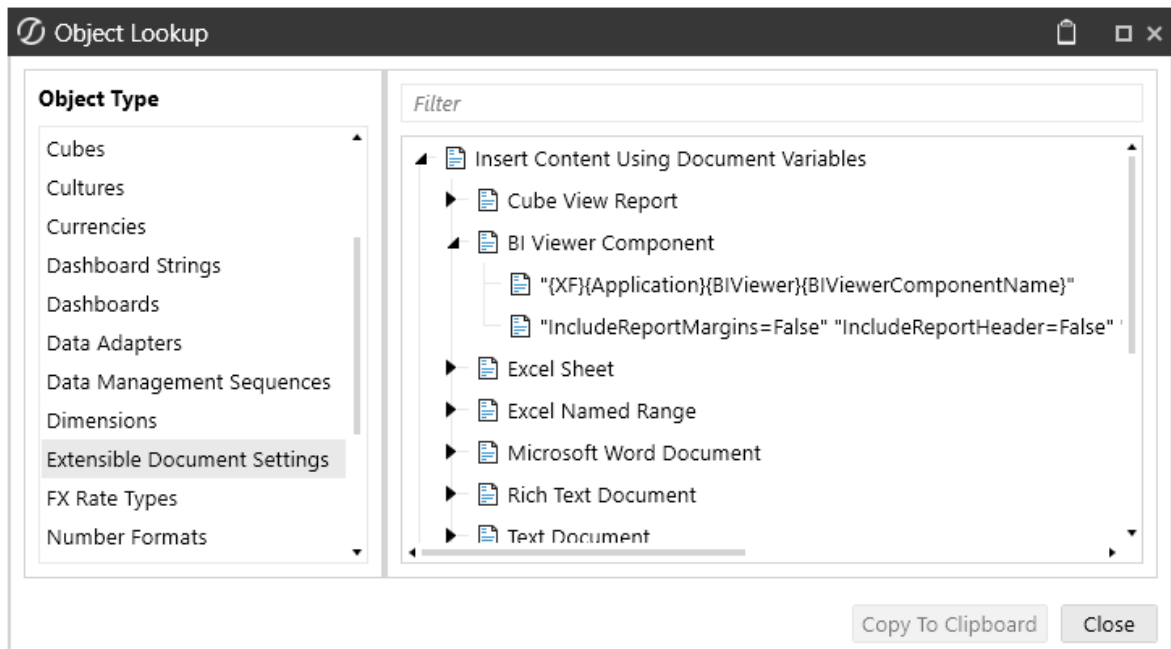 Object Lookup
Object Type
Cubes
Cultures
Currencies
Dashboard Strings
Dashboards
Data Adapters
Data Management Sequences
Dimensions
Extensible Document Settings
FX Rate Types
Number Formats
Filter
Insert Content Using Document Variables
Cube View Report
BI Viewer Component
"{XF}{Application}{BIViewer}{BIViewerComponentName}"
"IncludeReportMargins=False" "IncludeReportHeader=False" "
Excel Sheet
Excel Named Range
Microsoft Word Document
Rich Text Document
Text Document
Copy To Clipboard
Close